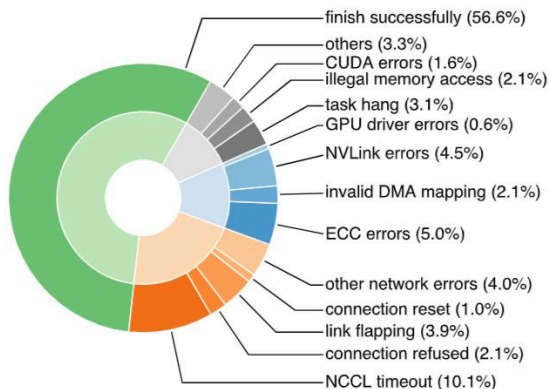 finish successfully (56.6%)
others (3.3%)
CUDA errors (1.6%)
illegal memory access (2.1%)
task hang (3.1%)
GPU driver errors (0.6%)
NVLink errors (4.5%)
invalid DMA mapping (2.1%)
ECC errors (5.0%)
other network errors (4.0%)
connection reset (1.0%)
link flapping (3.9%)
connection refused (2.1%)
NCCL timeout (10.1%)